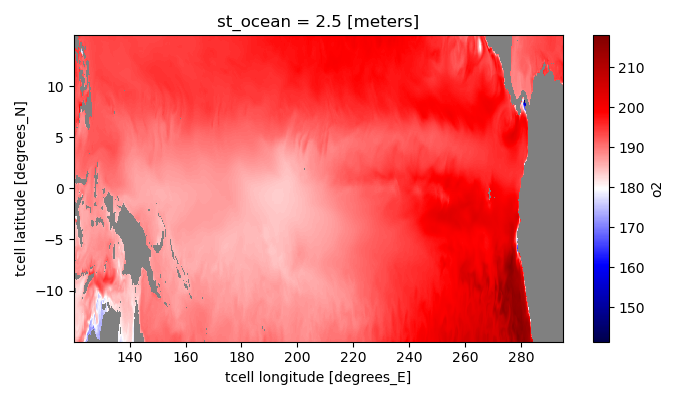 st_ocean = 2.5 [meters]
tcell latitude [degrees_N]
10
5
0
−5
−10
140 160 180 200 220 240 260 280
tcell longitude [degrees_E]
210
200
190
180
170
160
150
o2